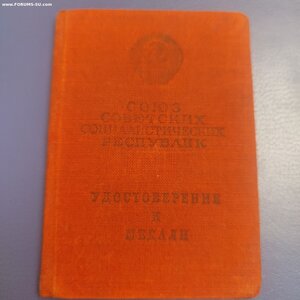 www.FORUMS-SU.com
СОЮЗ
СОВЕТСКИХ
СОЦИАЛИСТИЧЕСКИХ
РЕСПУБЛИК
УДОСТОВЕРЕНИЕ
К
МЕДАЛИ